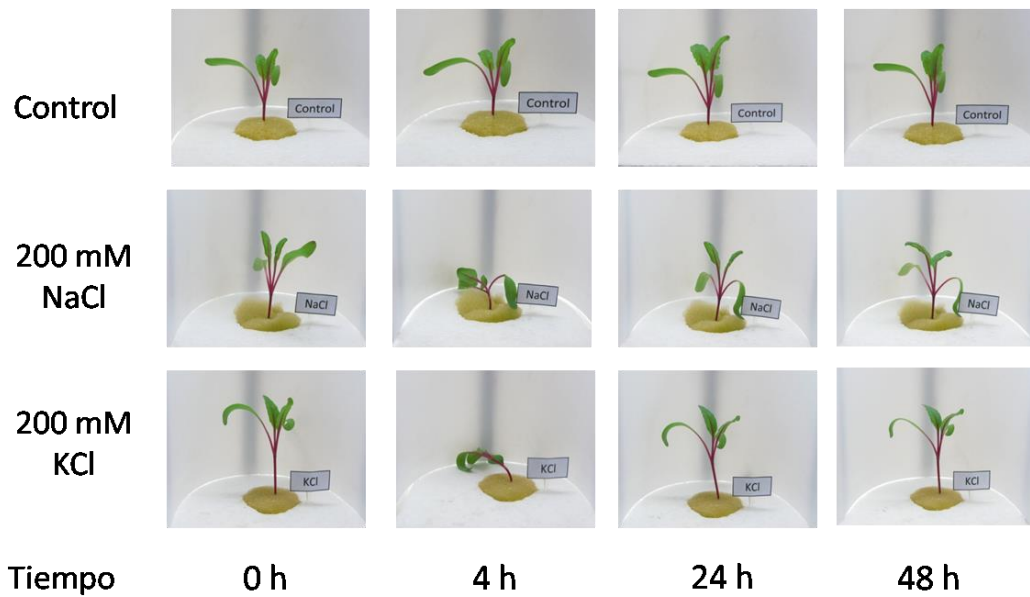 Control
Control
Control
Control
Control
200 mM
NaCl
NaCl
NaCl
NaCl
NaCl
200 mM
KCl
KCl
KCl
KCl
KCl
Tiempo 0 h 4 h 24 h 48 h